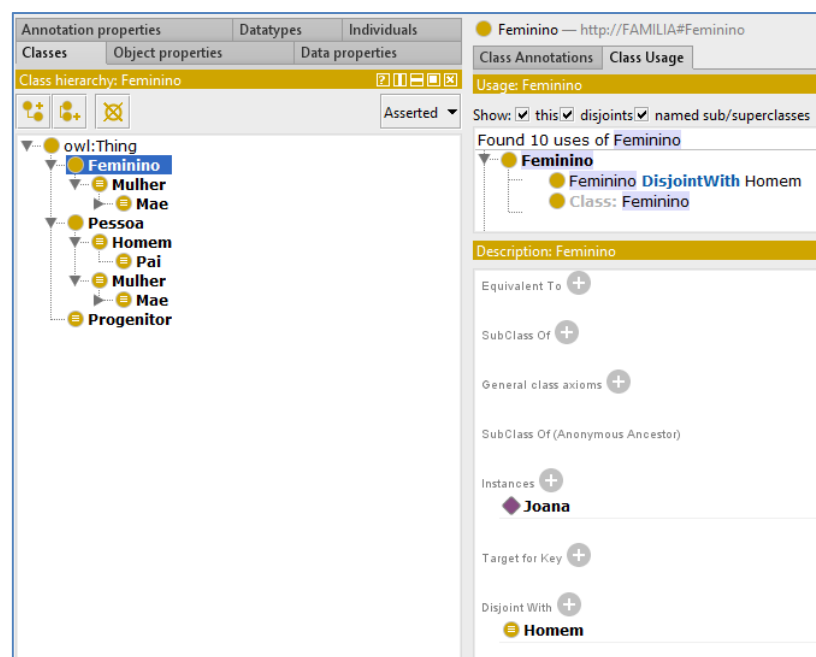 Annotation properties Datatypes Individuals
Classes Object properties Data properties
Class hierarchy: Feminino
Asserted
owl:Thing
Feminino
Mulher
Mae
Pessoa
Homem
Pai
Mulher
Mae
Progenitor
Feminino — http://FAMILIA#Feminino
Class Annotations Class Usage
Usage: Feminino
Show: this disjoints named sub/superclasses
Found 10 uses of Feminino
Feminino
Feminino DisjointWith Homem
Class: Feminino
Description: Feminino
Equivalent To
SubClass Of
General class axioms
SubClass Of (Anonymous Ancestor)
Instances
Joana
Target for Key
Disjoint With
Homem